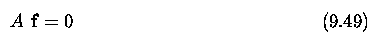 A f = 0 (9.49)